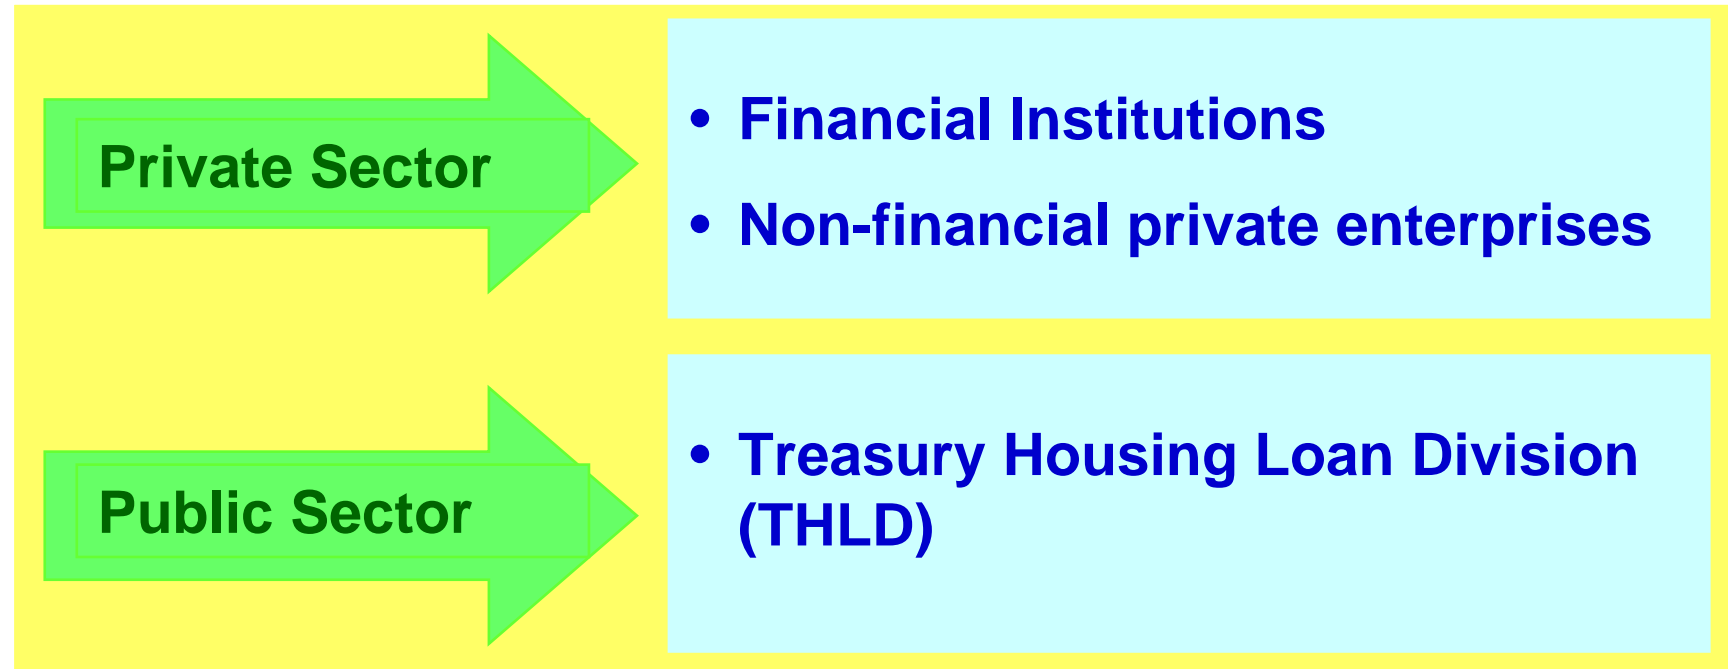 Private Sector
• Financial Institutions
• Non-financial private enterprises
Public Sector
• Treasury Housing Loan Division
(THLD)